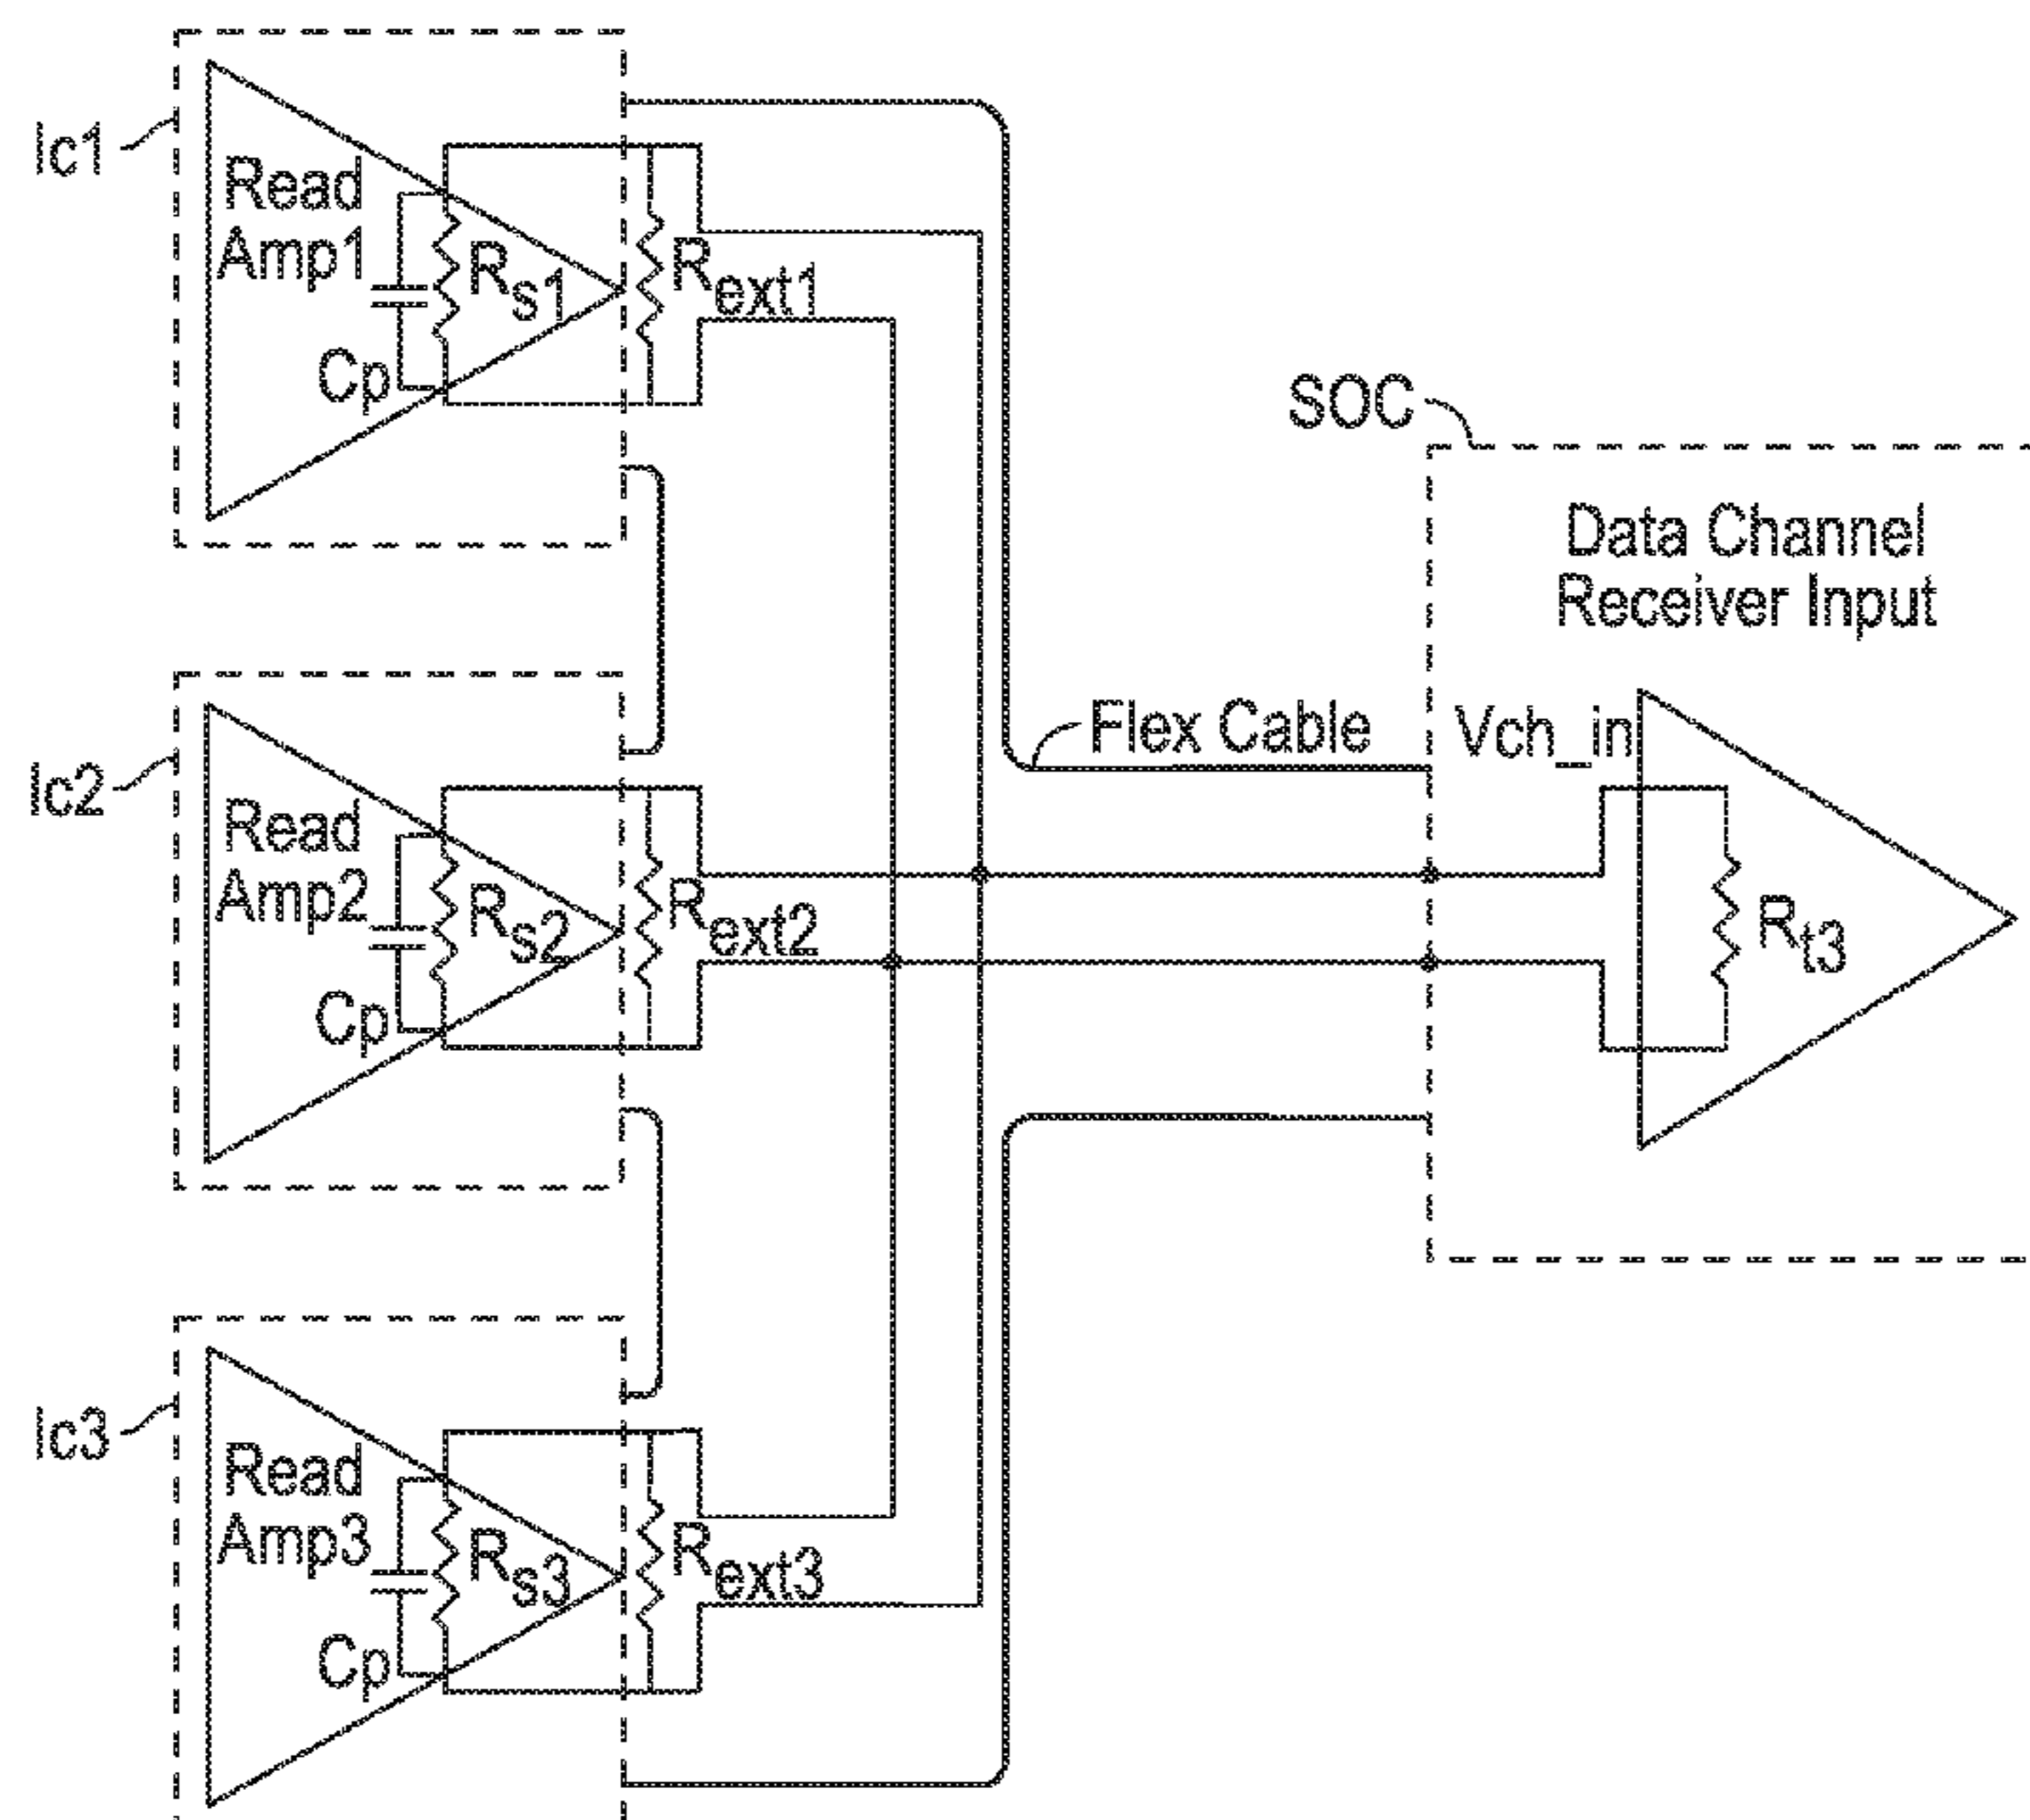 Ic1
Read
Amp1
Rs1
Cp
Rext1
SOC
Data Channel
Receiver Input
Flex Cable
Vch_in
Rt3
Ic2
Read
Amp2
Rs2
Cp
Rext2
Ic3
Read
Amp3
Rs3
Cp
Rext3